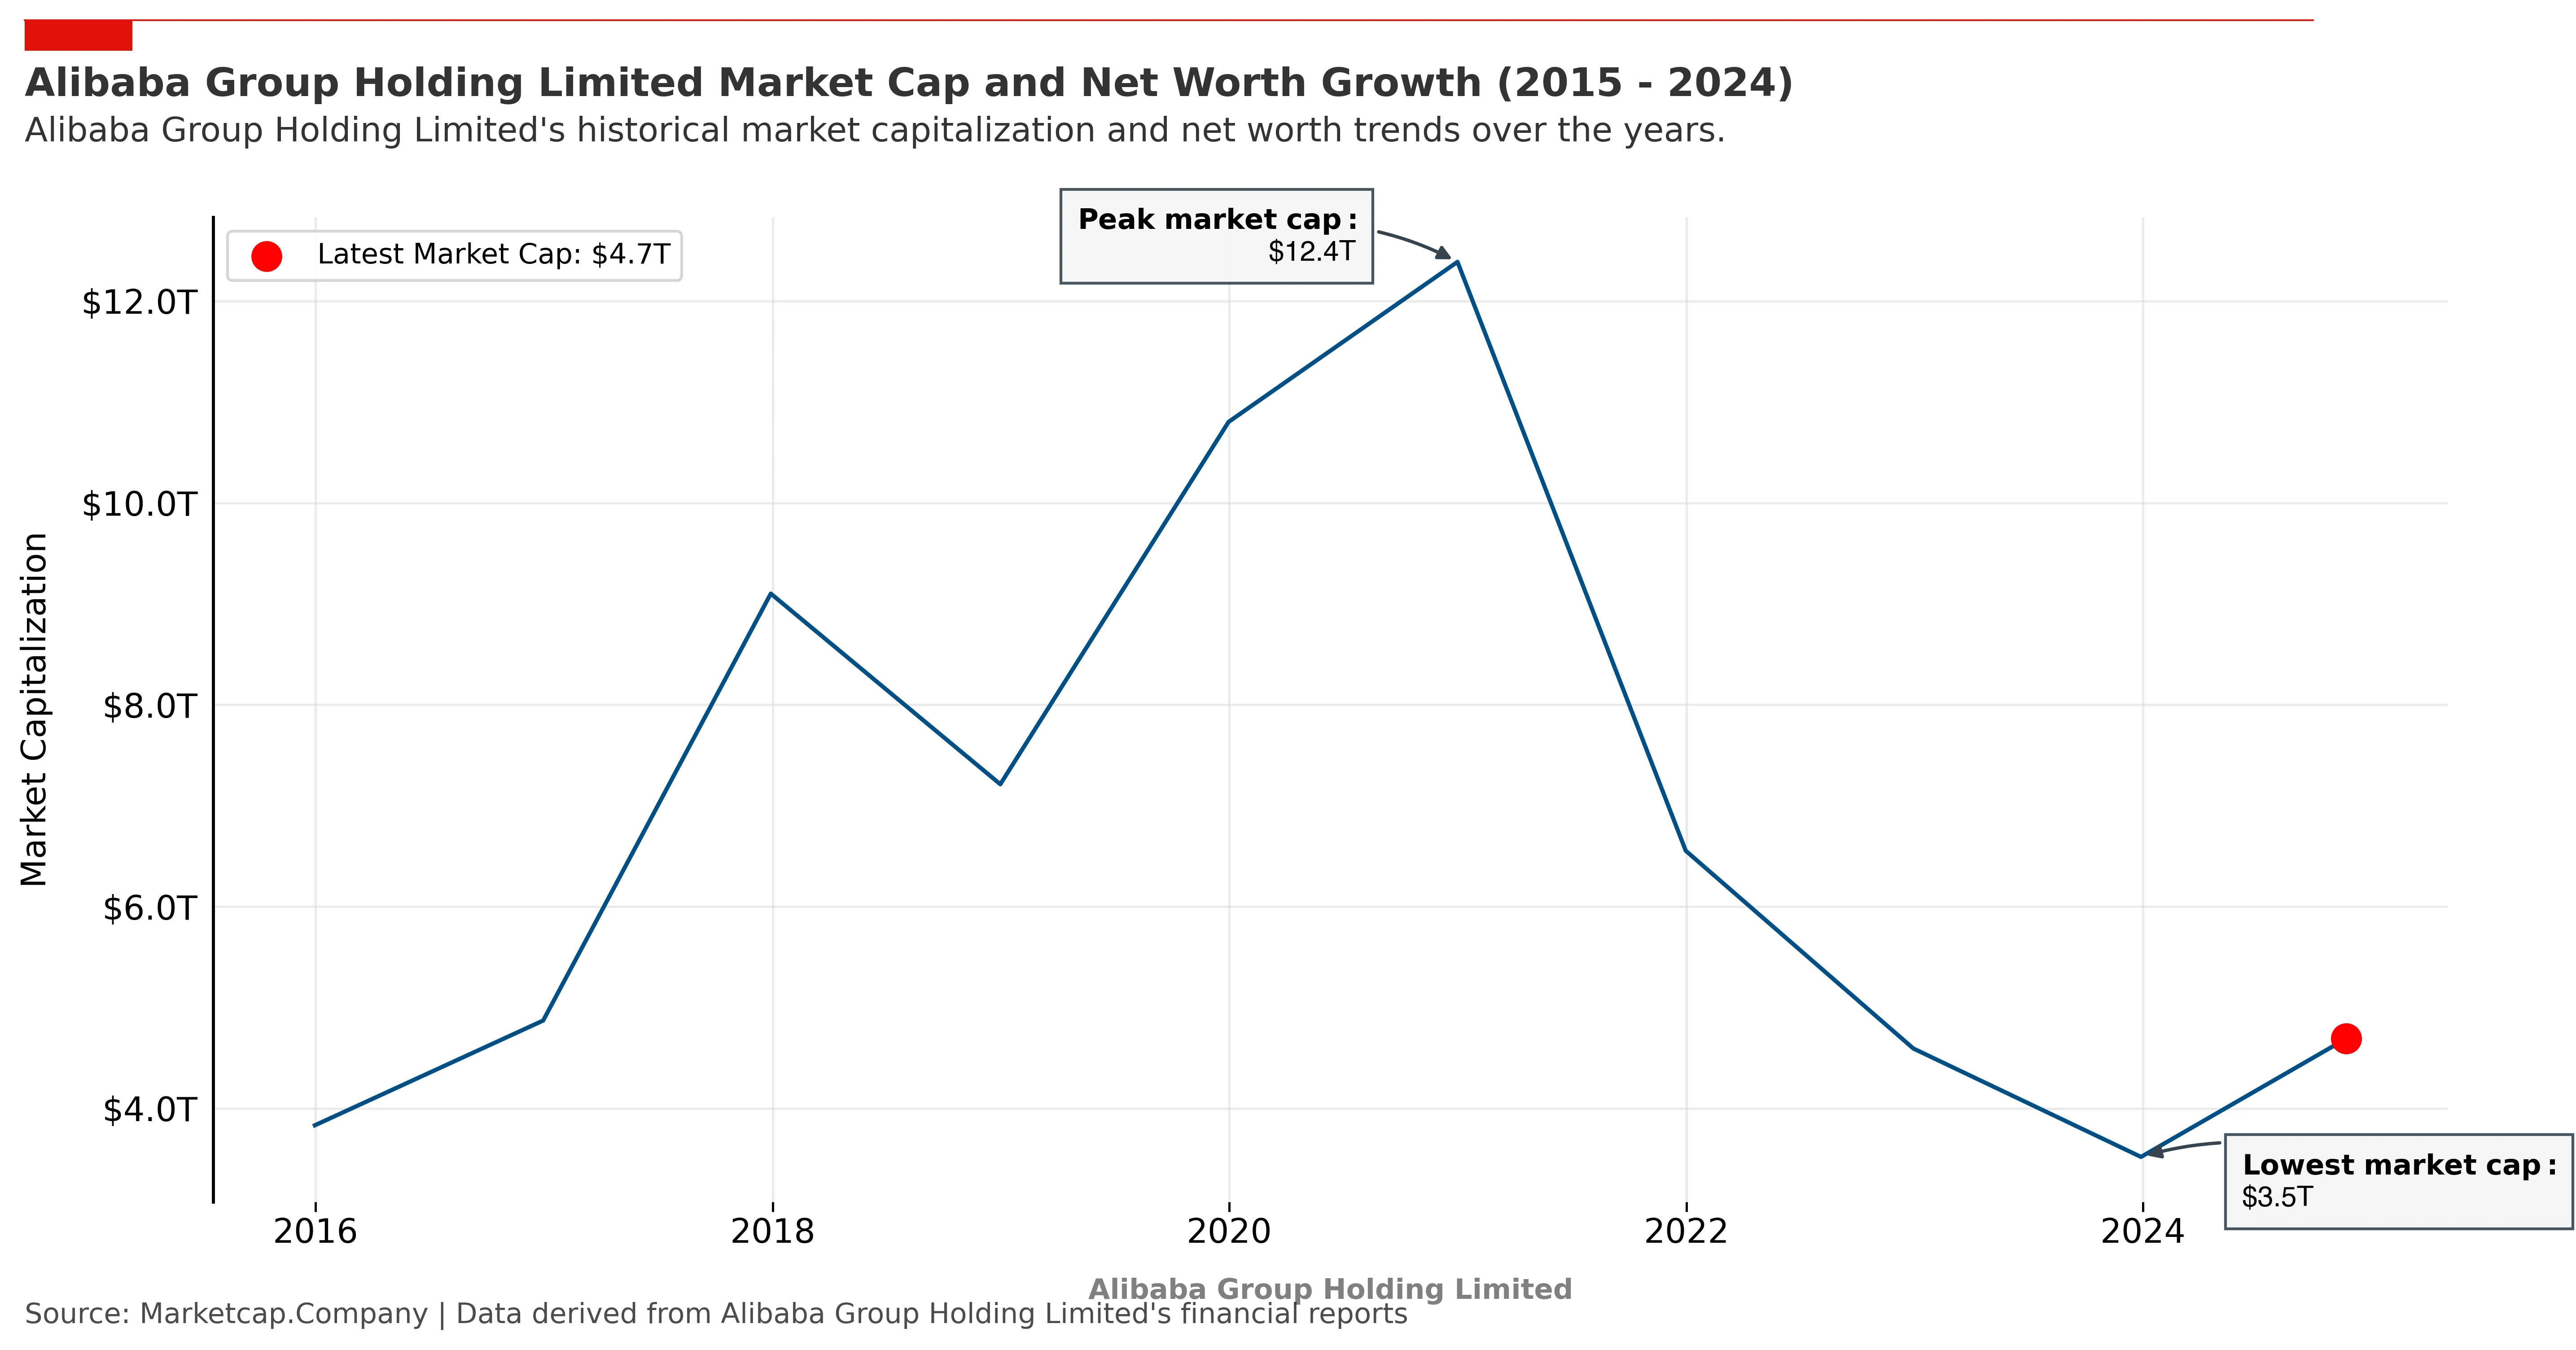 Alibaba Group Holding Limited Market Cap and Net Worth Growth (2015 - 2024)
Alibaba Group Holding Limited's historical market capitalization and net worth trends over the years.
Peak market cap:
$12.4T
Latest Market Cap: $4.7T
$12.0T
$10.0T
$8.0T
$6.0T
$4.0T
Market Capitalization
Lowest market cap:
$3.5T
2016
2018
2020
2022
2024
Alibaba Group Holding Limited
Source: Marketcap.Company | Data derived from Alibaba Group Holding Limited's financial reports